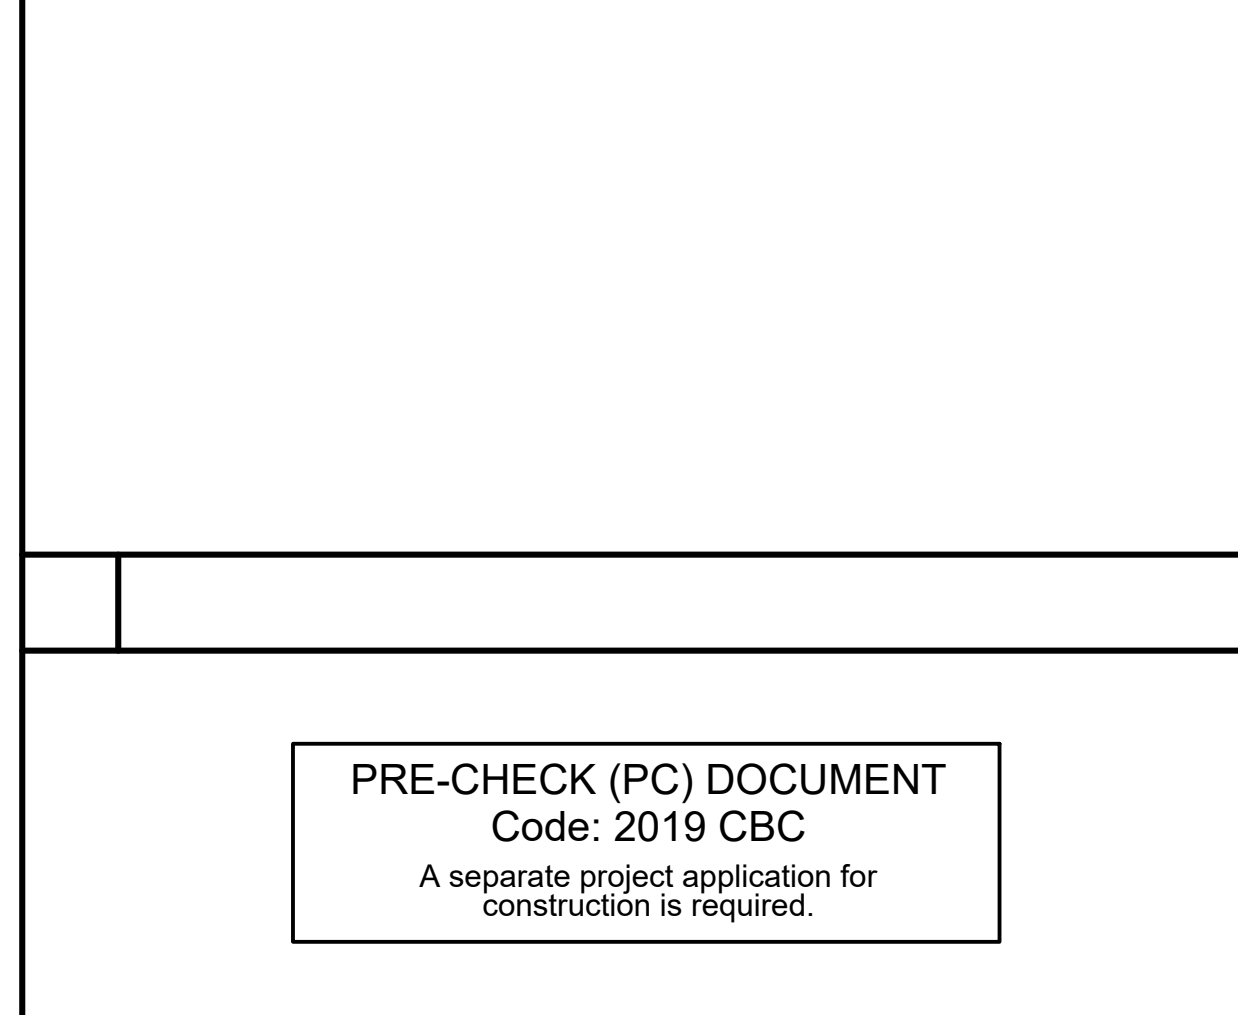 PRE-CHECK (PC) DOCUMENT
Code: 2019 CBC
A separate project application for
construction is required.